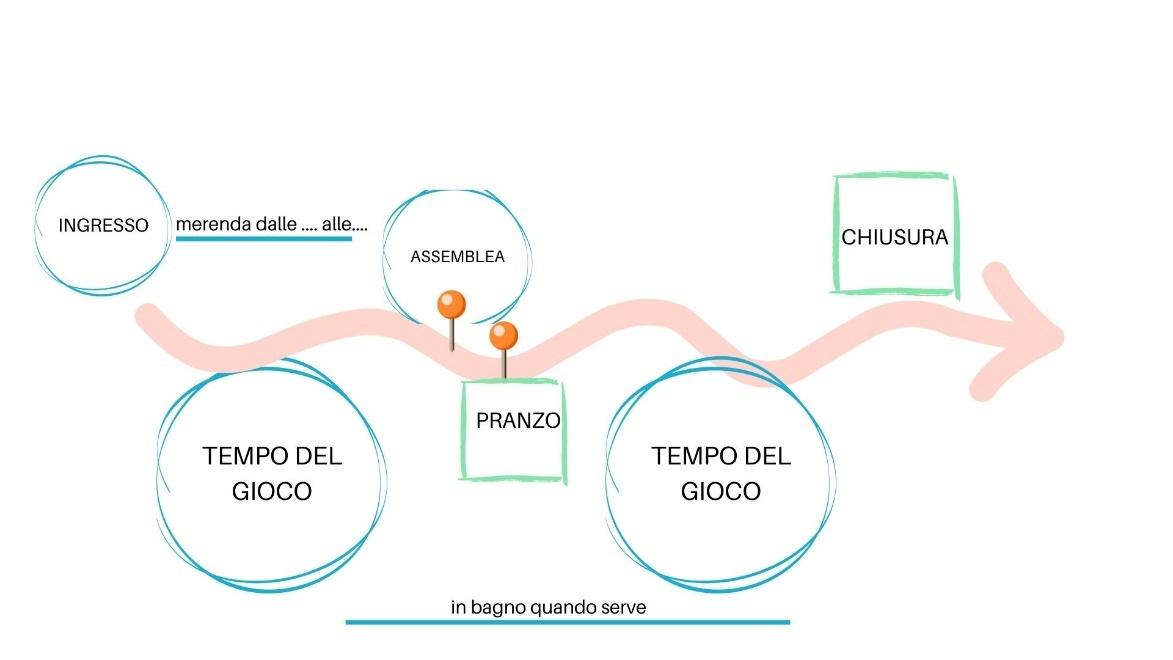 INGRESSO
merenda dalle .... alle....
ASSEMBLEA
CHIUSURA
PRANZO
TEMPO DEL
GIOCO
TEMPO DEL
GIOCO
in bagno quando serve